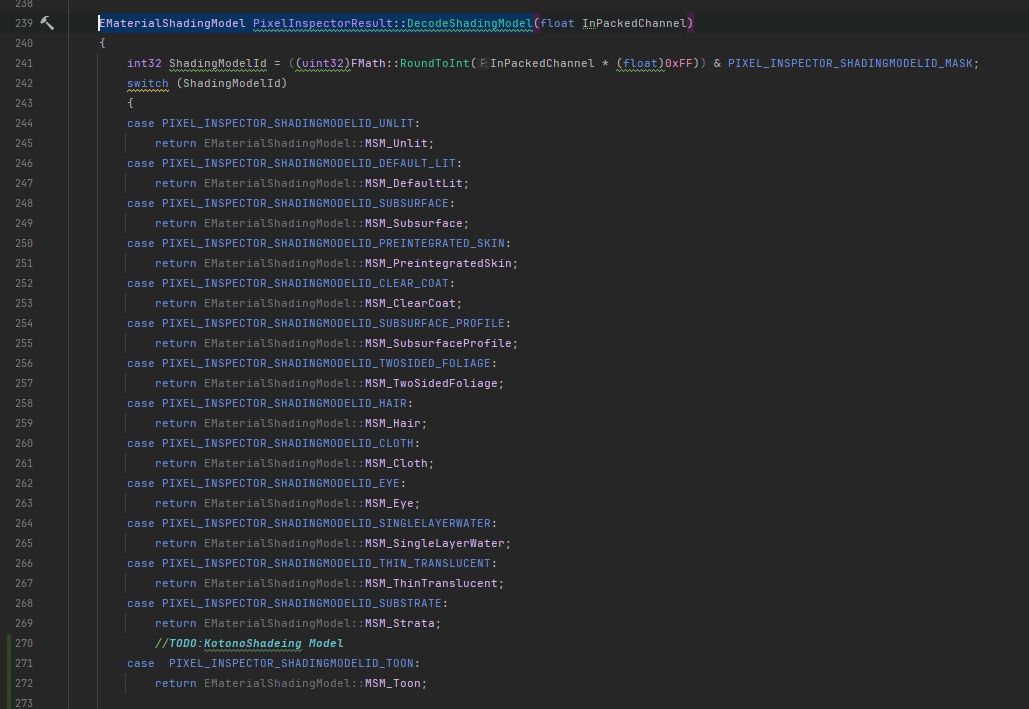 238
239 EMaterialShadingModel PixelInspectorResult::DecodeShadingModel(float InPackedChannel)
240 {
241 int32 ShadingModelId = ((uint32)FMath::RoundToInt(F:InPackedChannel * (float)0xFF)) & PIXEL_INSPECTOR_SHADINGMODELID_MASK;
242 switch (ShadingModelId)
243 {
244 case PIXEL_INSPECTOR_SHADINGMODELID_UNLIT:
245 return EMaterialShadingModel::MSM_Unlit;
246 case PIXEL_INSPECTOR_SHADINGMODELID_DEFAULT_LIT:
247 return EMaterialShadingModel::MSM_DefaultLit;
248 case PIXEL_INSPECTOR_SHADINGMODELID_SUBSURFACE:
249 return EMaterialShadingModel::MSM_Subsurface;
250 case PIXEL_INSPECTOR_SHADINGMODELID_PREINTEGRATED_SKIN:
251 return EMaterialShadingModel::MSM_PreintegratedSkin;
252 case PIXEL_INSPECTOR_SHADINGMODELID_CLEAR_COAT:
253 return EMaterialShadingModel::MSM_ClearCoat;
254 case PIXEL_INSPECTOR_SHADINGMODELID_SUBSURFACE_PROFILE:
255 return EMaterialShadingModel::MSM_SubsurfaceProfile;
256 case PIXEL_INSPECTOR_SHADINGMODELID_TWOSIDED_FOLIAGE:
257 return EMaterialShadingModel::MSM_TwoSidedFoliage;
258 case PIXEL_INSPECTOR_SHADINGMODELID_HAIR:
259 return EMaterialShadingModel::MSM_Hair;
260 case PIXEL_INSPECTOR_SHADINGMODELID_CLOTH:
261 return EMaterialShadingModel::MSM_Cloth;
262 case PIXEL_INSPECTOR_SHADINGMODELID_EYE:
263 return EMaterialShadingModel::MSM_Eye;
264 case PIXEL_INSPECTOR_SHADINGMODELID_SINGLELAYERWATER:
265 return EMaterialShadingModel::MSM_SingleLayerWater;
266 case PIXEL_INSPECTOR_SHADINGMODELID_THIN_TRANSLUCENT:
267 return EMaterialShadingModel::MSM_ThinTranslucent;
268 case PIXEL_INSPECTOR_SHADINGMODELID_SUBSTRATE:
269 return EMaterialShadingModel::MSM_Strata;
270 //TODO:KotonoShadeing Model
271 case PIXEL_INSPECTOR_SHADINGMODELID_TOON:
272 return EMaterialShadingModel::MSM_Toon;
273